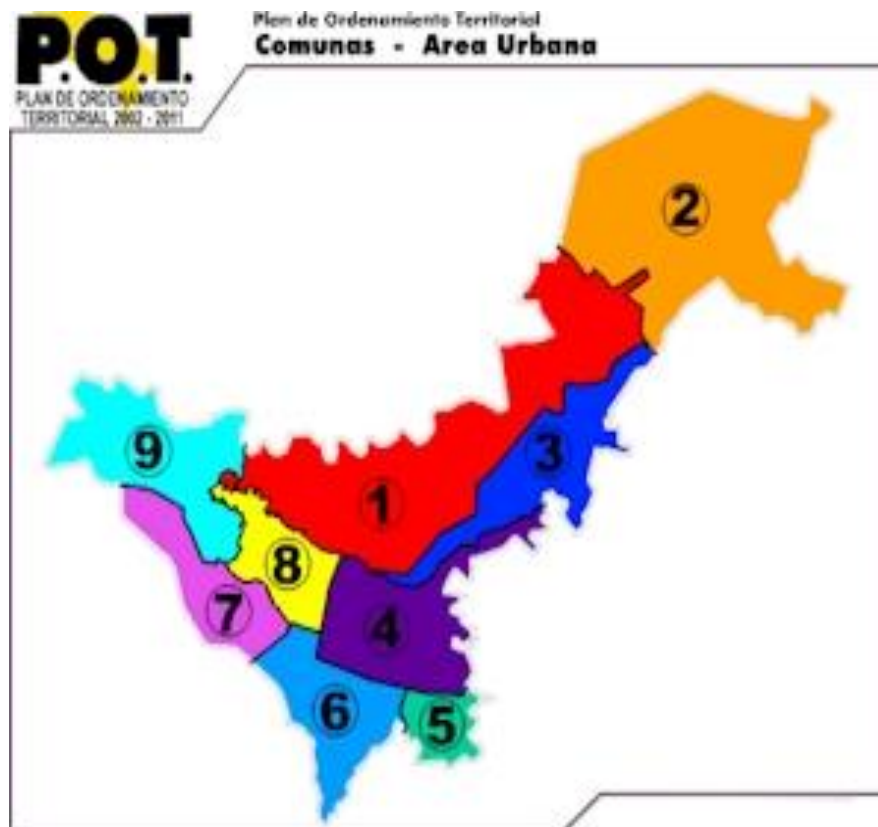 P.O.T.
PLAN DE ORDENAMIENTO
TERRITORIAL 2002 - 2011
Plan de Ordenamiento Territorial
Comunas - Area Urbana
2
3
9
1
8
7
4
6
5